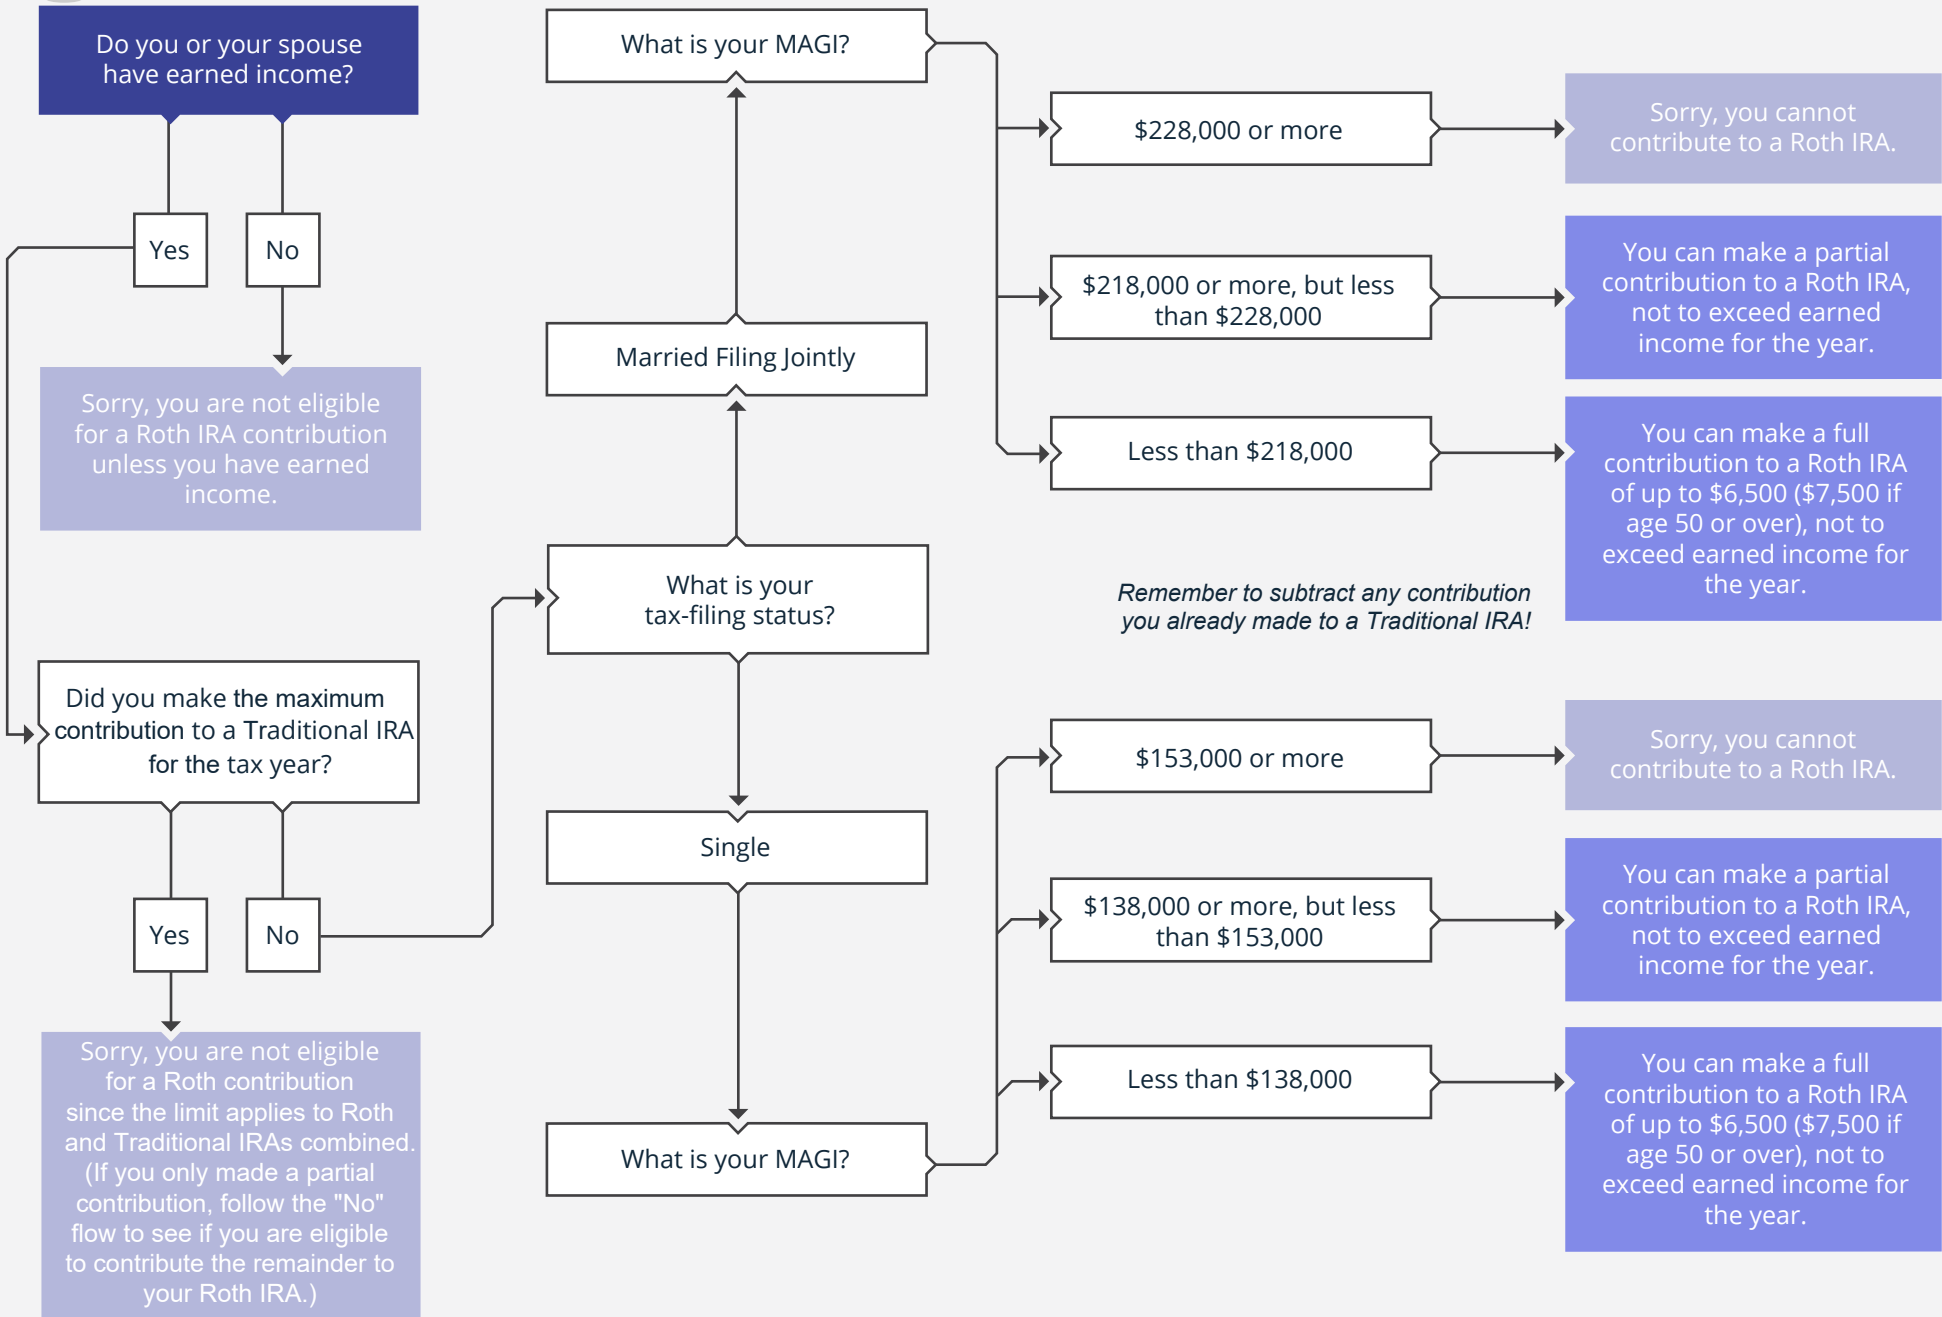 Do you or your spouse
have earned income?
Yes
No
Sorry, you are not eligible
for a Roth IRA contribution
unless you have earned
income.
Did you make the maximum
contribution to a Traditional IRA
for the tax year?
Yes
No
Sorry, you are not eligible
for a Roth contribution
since the limit applies to Roth
and Traditional IRAs combined.
(If you only made a partial
contribution, follow the "No"
flow to see if you are eligible
to contribute the remainder to
your Roth IRA.)
What is your MAGI?
Married Filing Jointly
What is your
tax-filing status?
Single
What is your MAGI?
$228,000 or more
$218,000 or more, but less
than $228,000
Less than $218,000
Remember to subtract any contribution
you already made to a Traditional IRA!
$153,000 or more
$138,000 or more, but less
than $153,000
Less than $138,000
Sorry, you cannot
contribute to a Roth IRA.
You can make a partial
contribution to a Roth IRA,
not to exceed earned
income for the year.
You can make a full
contribution to a Roth IRA
of up to $6,500 ($7,500 if
age 50 or over), not to
exceed earned income for
the year.
Sorry, you cannot
contribute to a Roth IRA.
You can make a partial
contribution to a Roth IRA,
not to exceed earned
income for the year.
You can make a full
contribution to a Roth IRA
of up to $6,500 ($7,500 if
age 50 or over), not to
exceed earned income for
the year.